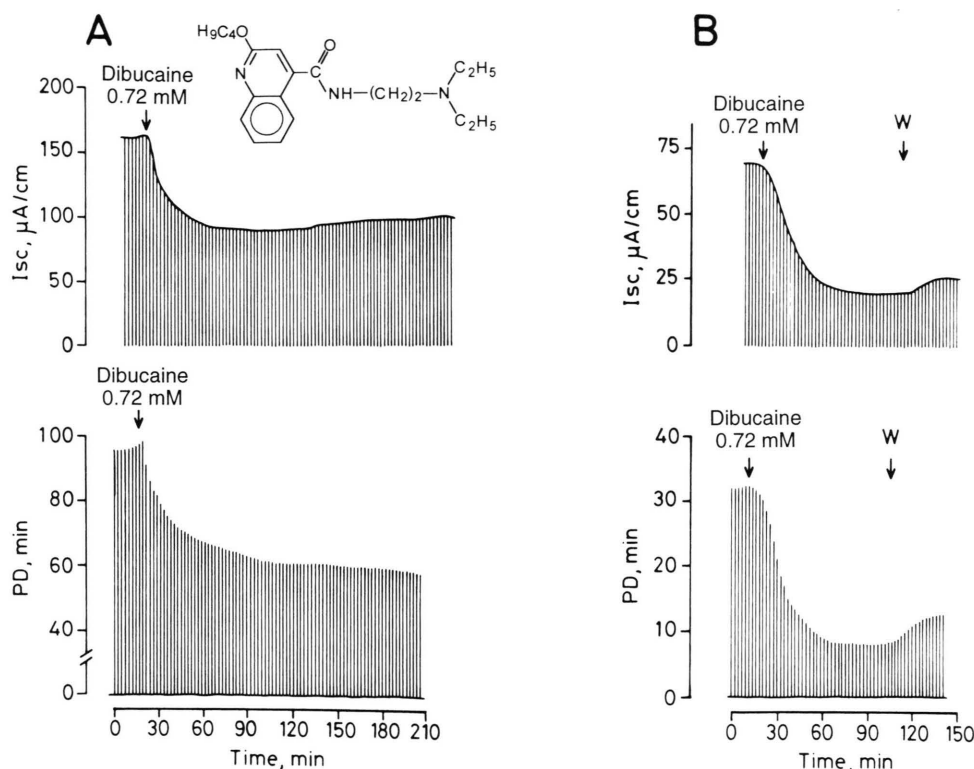 A
H₉C₄O
O
N
C
NH—(CH₂)₂—N
C₂H₅
C₂H₅
Dibucaine
0.72 mM
200
150
100
50
0
Isc, µA/cm
Dibucaine
0.72 mM
100
80
60
40
0
PD, min
0 30 60 90 120 150 180 210
Time, min
B
Dibucaine
0.72 mM
W
75
50
25
0
Isc, µA/cm
Dibucaine
0.72 mM
W
40
30
20
10
0
PD, min
0 30 60 90 120 150
Time, min